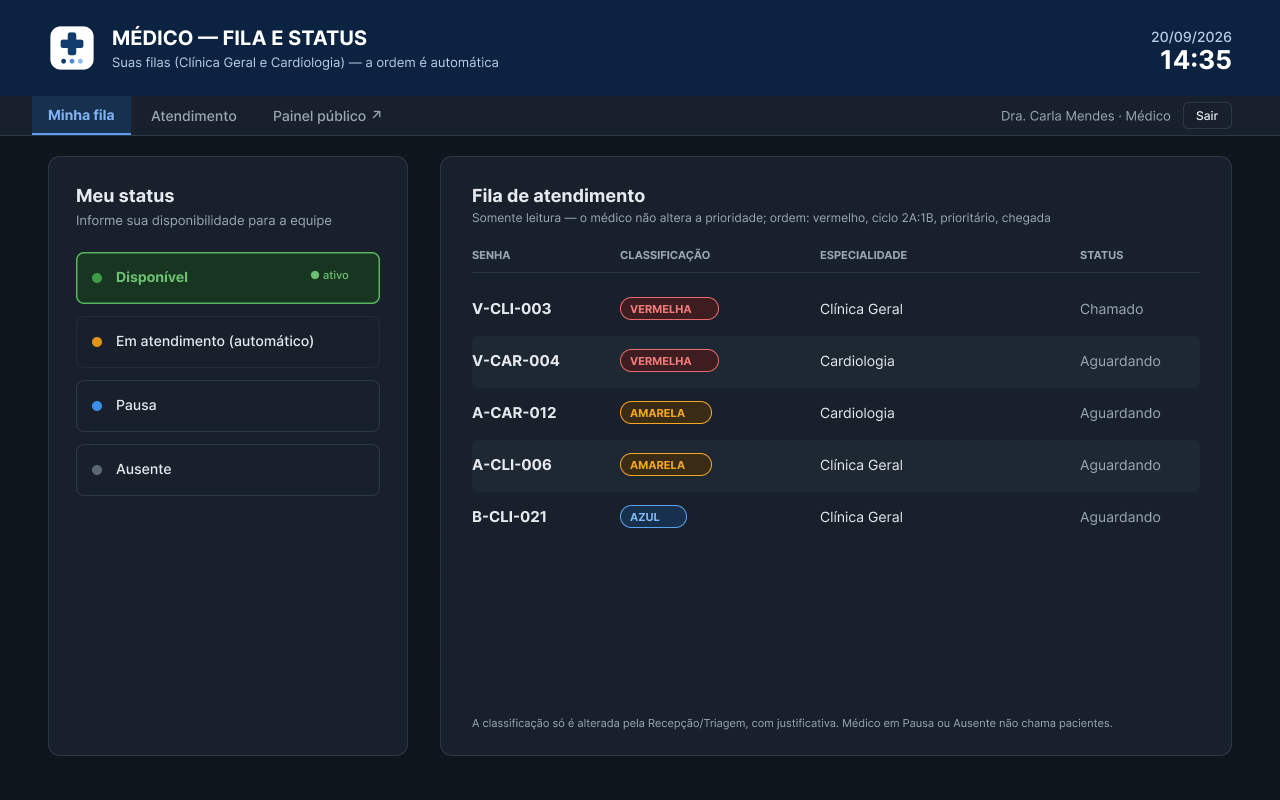 MÉDICO — FILA E STATUS
Suas filas (Clínica Geral e Cardiologia) — a ordem é automática
20/09/2026
14:35
Minha fila
Atendimento
Painel público ↗
Dra. Carla Mendes · Médico
Sair
Meu status
Informe sua disponibilidade para a equipe
Disponível
ativo
Em atendimento (automático)
Pausa
Ausente
Fila de atendimento
Somente leitura — o médico não altera a prioridade; ordem: vermelho, ciclo 2A:1B, prioritário, chegada
SENHA CLASSIFICAÇÃO ESPECIALIDADE STATUS
V-CLI-003 VERMELHA Clínica Geral Chamado
V-CAR-004 VERMELHA Cardiologia Aguardando
A-CAR-012 AMARELA Cardiologia Aguardando
A-CLI-006 AMARELA Clínica Geral Aguardando
B-CLI-021 AZUL Clínica Geral Aguardando
A classificação só é alterada pela Recepção/Triagem, com justificativa. Médico em Pausa ou Ausente não chama pacientes.